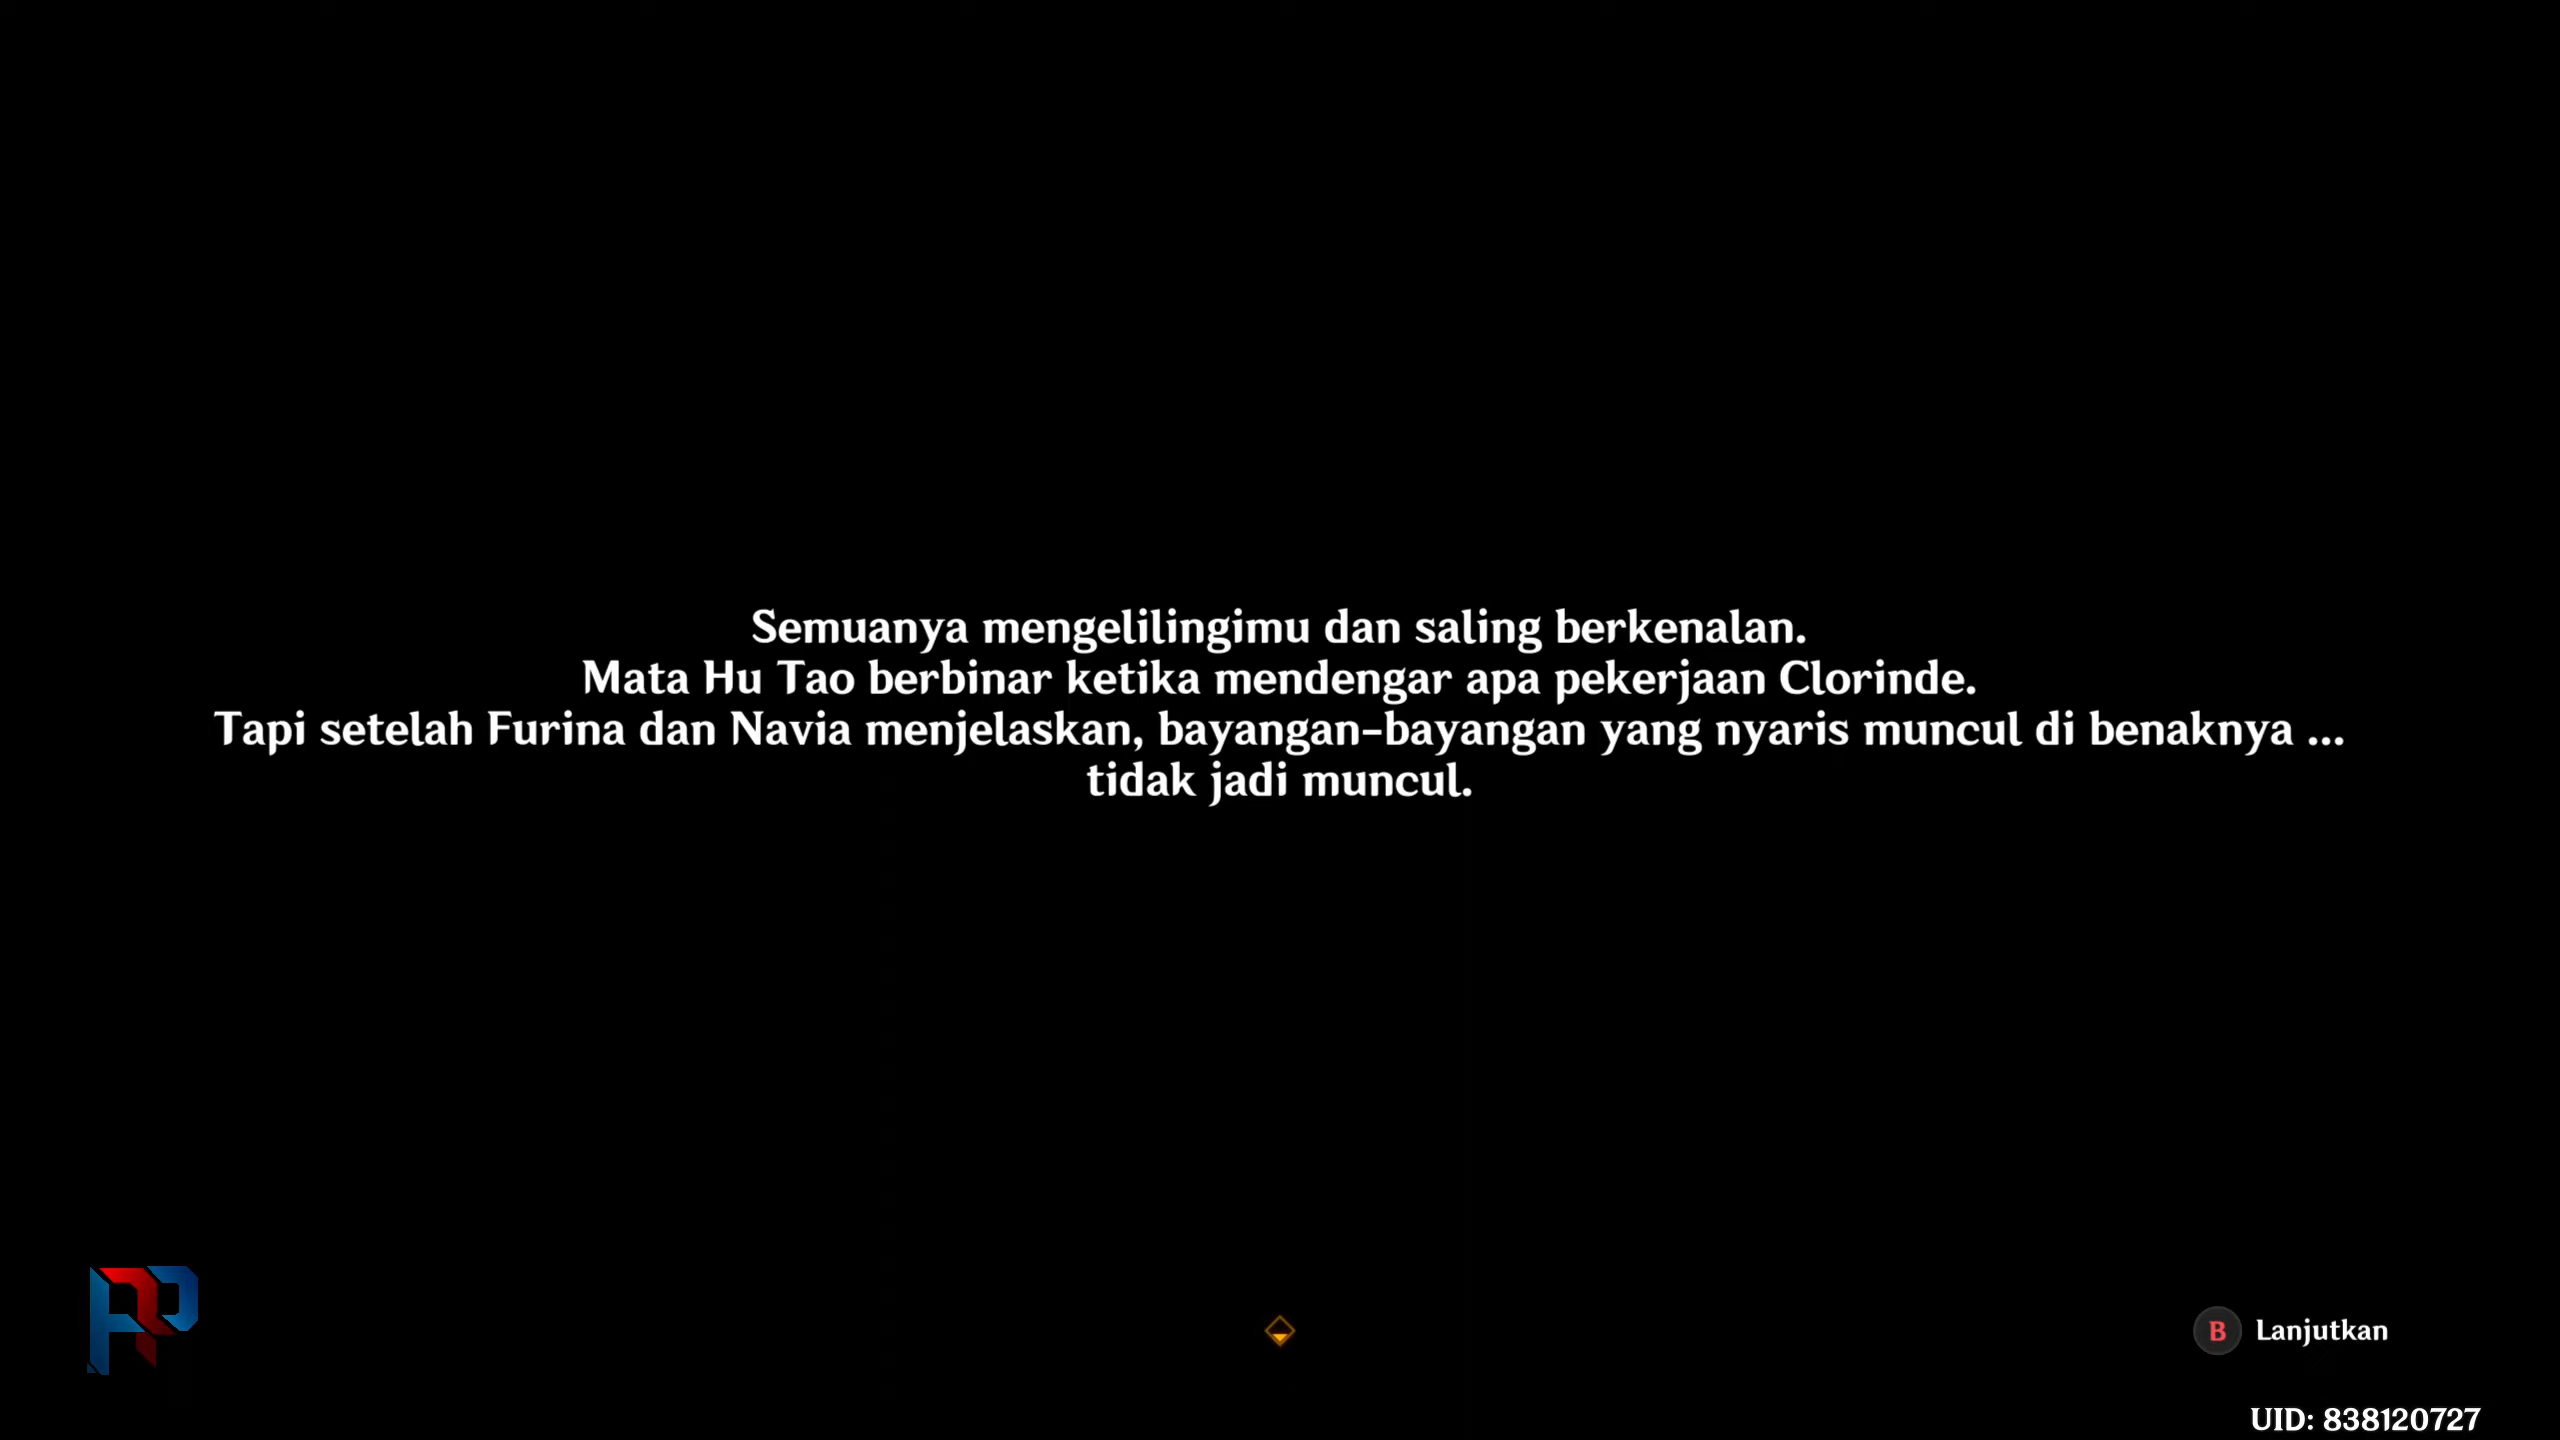 Semuanya mengelilingimu dan saling berkenalan.
Mata Hu Tao berbinar ketika mendengar apa pekerjaan Clorinde.
Tapi setelah Furina dan Navia menjelaskan, bayangan-bayangan yang nyaris muncul di benaknya ...
tidak jadi muncul.
B Lanjutkan
UID: 838120727